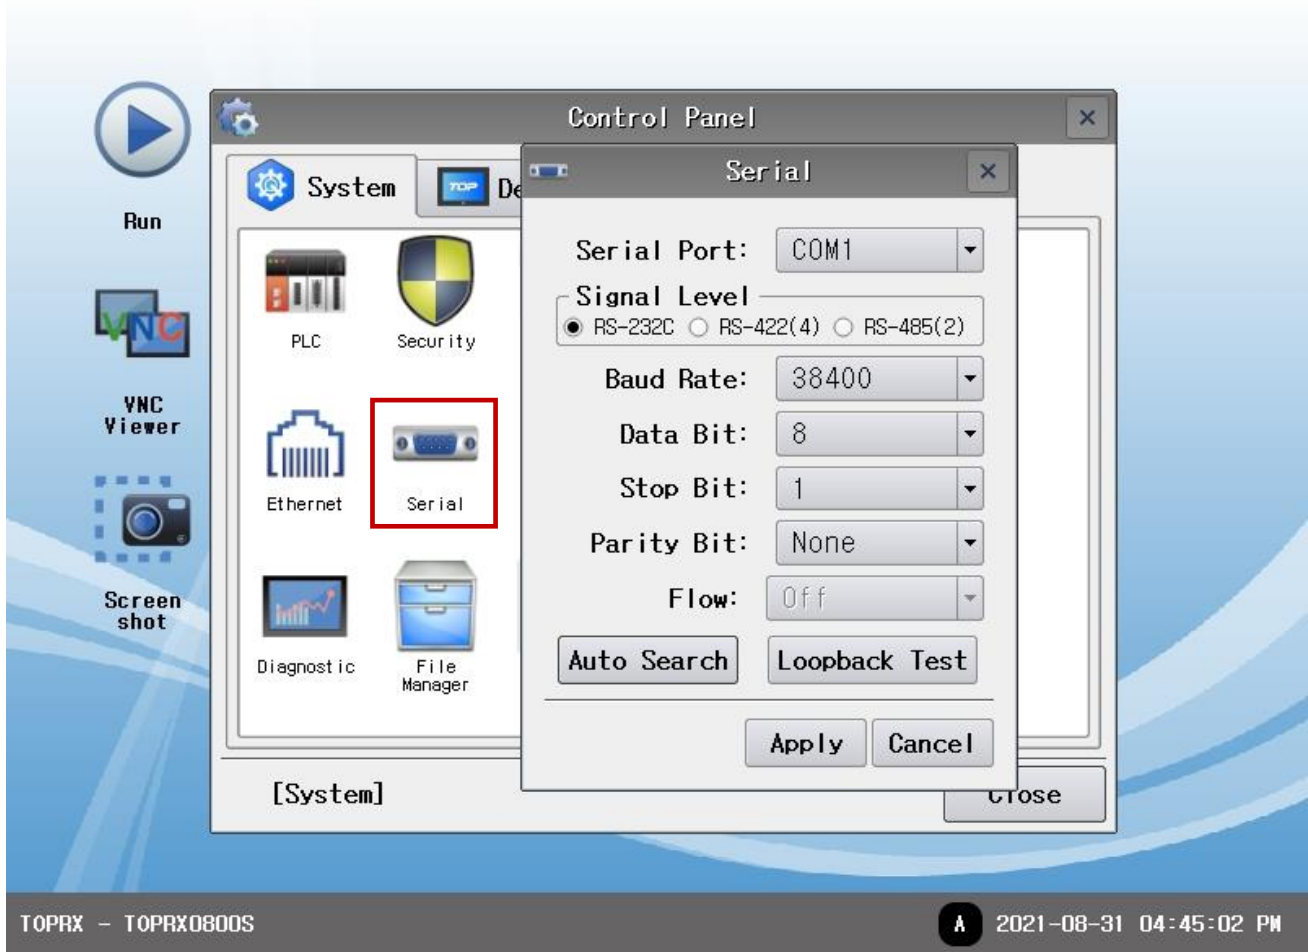 Control Panel
Serial
System
TOP
De
Run
Serial Port: COM1
Signal Level
RS-232C RS-422(4) RS-485(2)
PLC
Security
VNC
Baud Rate: 38400
VNC
Viewer
Data Bit: 8
Stop Bit: 1
Ethernet
Serial
Parity Bit: None
Screen
shot
Flow: Off
Diagnostic
File
Manager
Auto Search
Loopback Test
Apply
Cancel
[System]
Close
TOPRX - TOPRX0800S
A
2021-08-31 04:45:02 PM